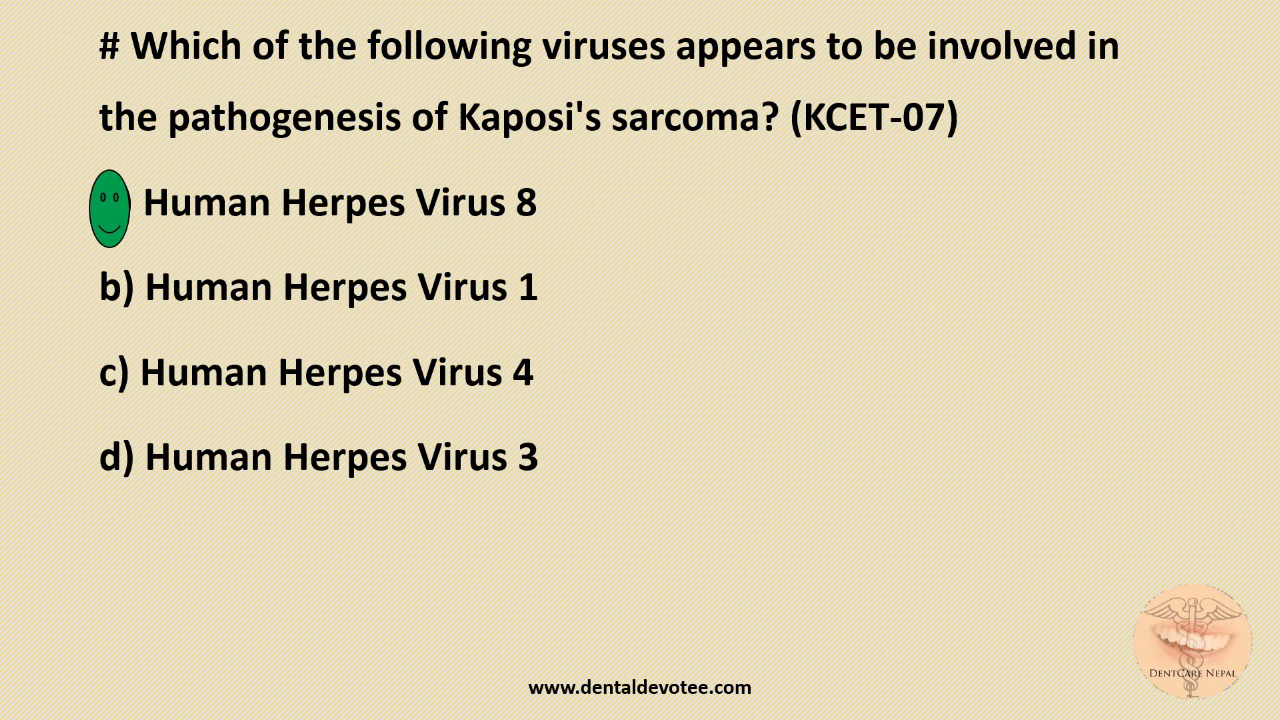 # Which of the following viruses appears to be involved in
the pathogenesis of Kaposi's sarcoma? (KCET-07)
) Human Herpes Virus 8
b) Human Herpes Virus 1
c) Human Herpes Virus 4
d) Human Herpes Virus 3
DentCare Nepal
www.dentaldevotee.com